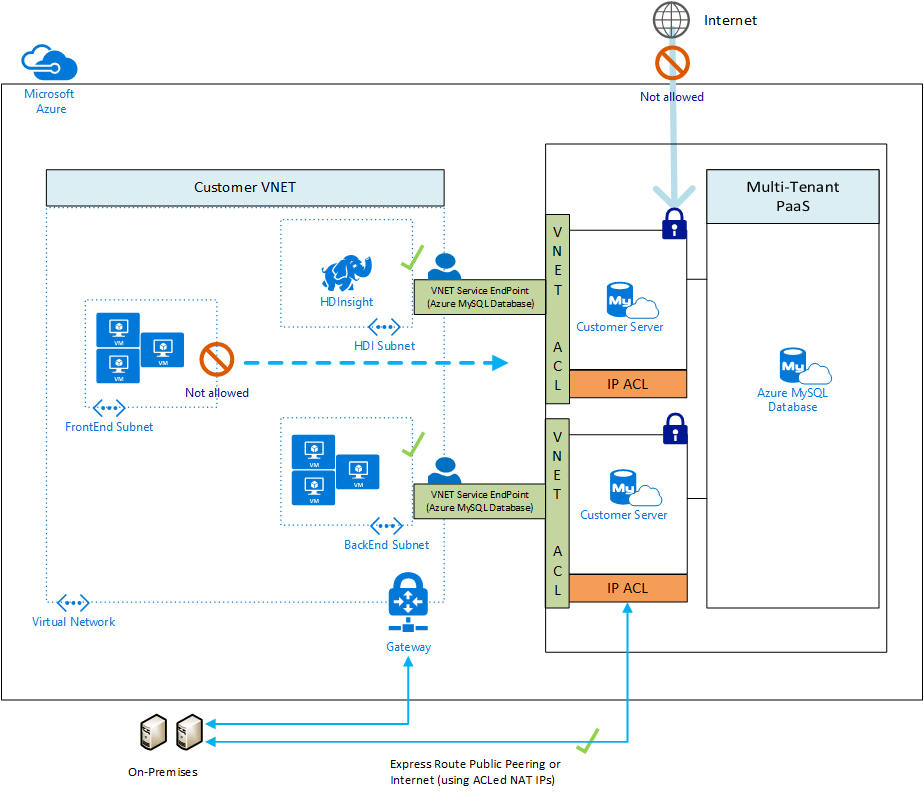 Internet
Not allowed
Microsoft
Azure
Customer VNET
Multi-Tenant
PaaS
HDInsight
HDI Subnet
VNET Service EndPoint
(Azure MySQL Database)
V
N
E
T
A
C
L
My
Customer Server
IP ACL
VM
VM
VM
Not allowed
FrontEnd Subnet
My
Azure MySQL
Database
VM
VM
VM
BackEnd Subnet
VNET Service EndPoint
(Azure MySQL Database)
V
N
E
T
A
C
L
My
Customer Server
IP ACL
Virtual Network
Gateway
On-Premises
Express Route Public Peering or
Internet (using ACLed NAT IPs)